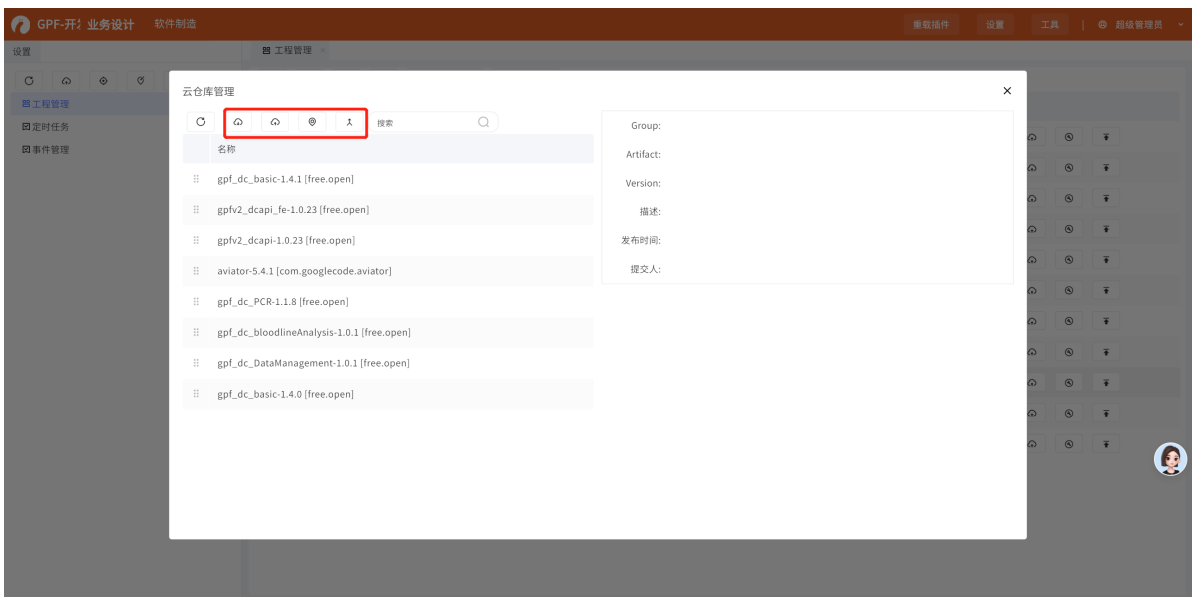 GPF-开发 业务设计 软件制造 重载插件 设置 工具 | 超级管理员
设置 工程管理
工程管理
定时任务
事件管理
云仓库管理
搜索
名称
gpf_dc_basic-1.4.1 [free.open]
gpfv2_dcapi_fe-1.0.23 [free.open]
gpfv2_dcapi-1.0.23 [free.open]
aviator-5.4.1 [com.googlecode.aviator]
gpf_dc_PCR-1.1.8 [free.open]
gpf_dc_bloodlineAnalysis-1.0.1 [free.open]
gpf_dc_DataManagement-1.0.1 [free.open]
gpf_dc_basic-1.4.0 [free.open]
Group:
Artifact:
Version:
描述:
发布时间:
提交人: